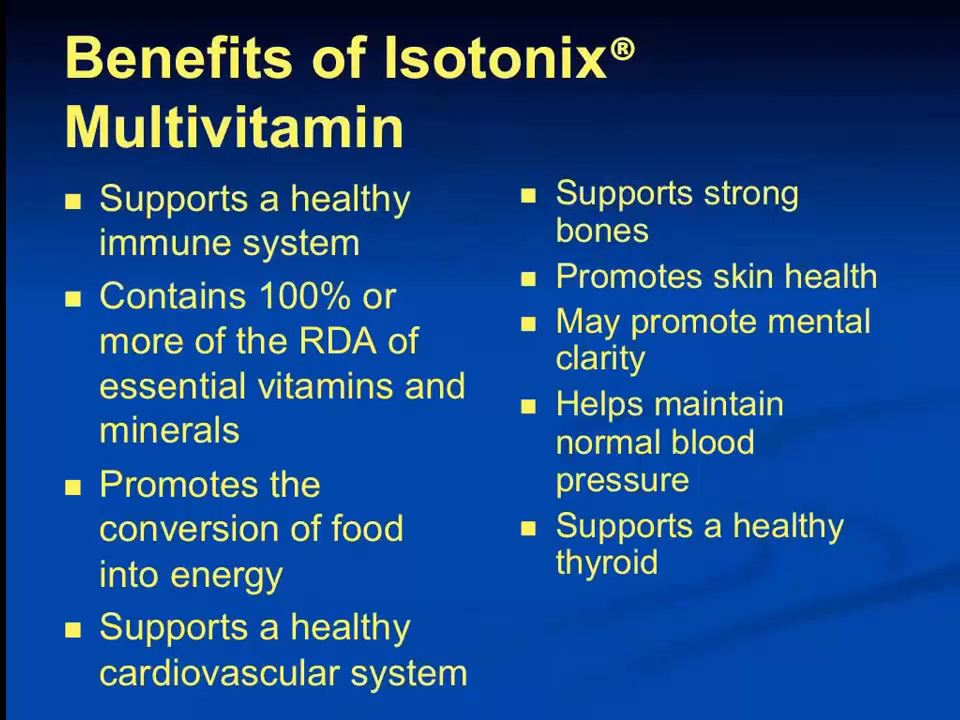 Benefits of Isotonix®
Multivitamin
Supports a healthy
immune system
Contains 100% or
more of the RDA of
essential vitamins and
minerals
Promotes the
conversion of food
into energy
Supports a healthy
cardiovascular system
Supports strong
bones
Promotes skin health
May promote mental
clarity
Helps maintain
normal blood
pressure
Supports a healthy
thyroid